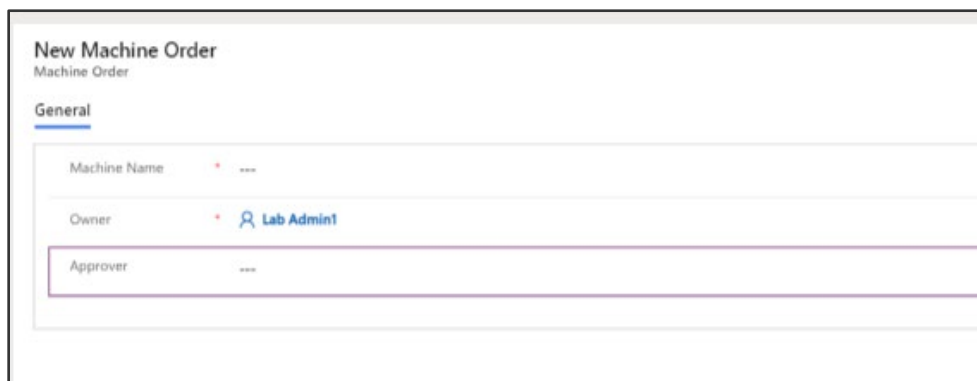 New Machine Order
Machine Order
General
Machine Name * ---
Owner * Lab Admin1
Approver ---